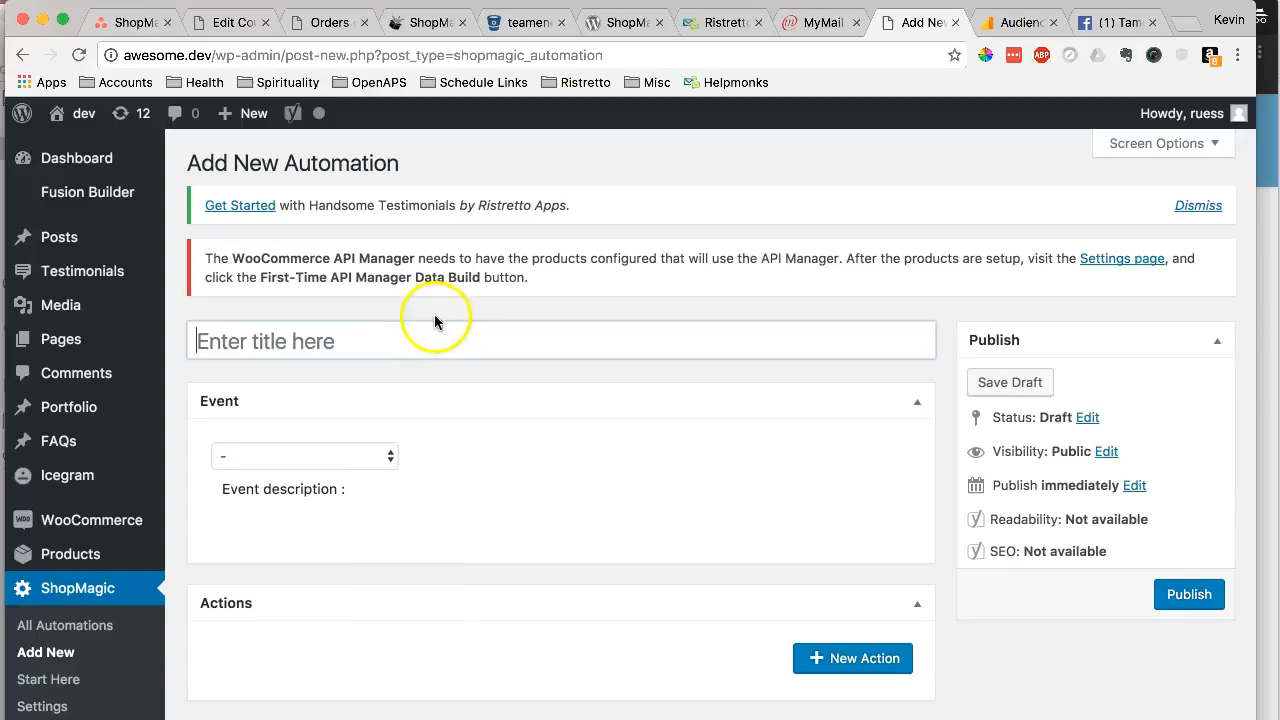 ShopM
Edit Cou
Orders
ShopM
teamen
ShopM
Ristrett
MyMail
Add Nev
Audienc
(1) Tam
Kevin
awesome.dev/wp-admin/post-new.php?post_type=shopmagic_automation
ABP
8
Apps
Accounts
Health
Spirituality
OpenAPS
Schedule Links
Ristretto
Misc
Helpmonks
dev
12
0
New
Howdy, ruess
Dashboard
Fusion Builder
Posts
Testimonials
Media
Pages
Comments
Portfolio
FAQs
Icegram
WooCommerce
Products
ShopMagic
All Automations
Add New
Start Here
Settings
Screen Options
Add New Automation
Get Started with Handsome Testimonials by Ristretto Apps.
Dismiss
The WooCommerce API Manager needs to have the products configured that will use the API Manager. After the products are setup, visit the Settings page, and
click the First-Time API Manager Data Build button.
Enter title here
Event
-
Event description :
Actions
New Action
Publish
Save Draft
Status: Draft Edit
Visibility: Public Edit
Publish immediately Edit
Readability: Not available
SEO: Not available
Publish